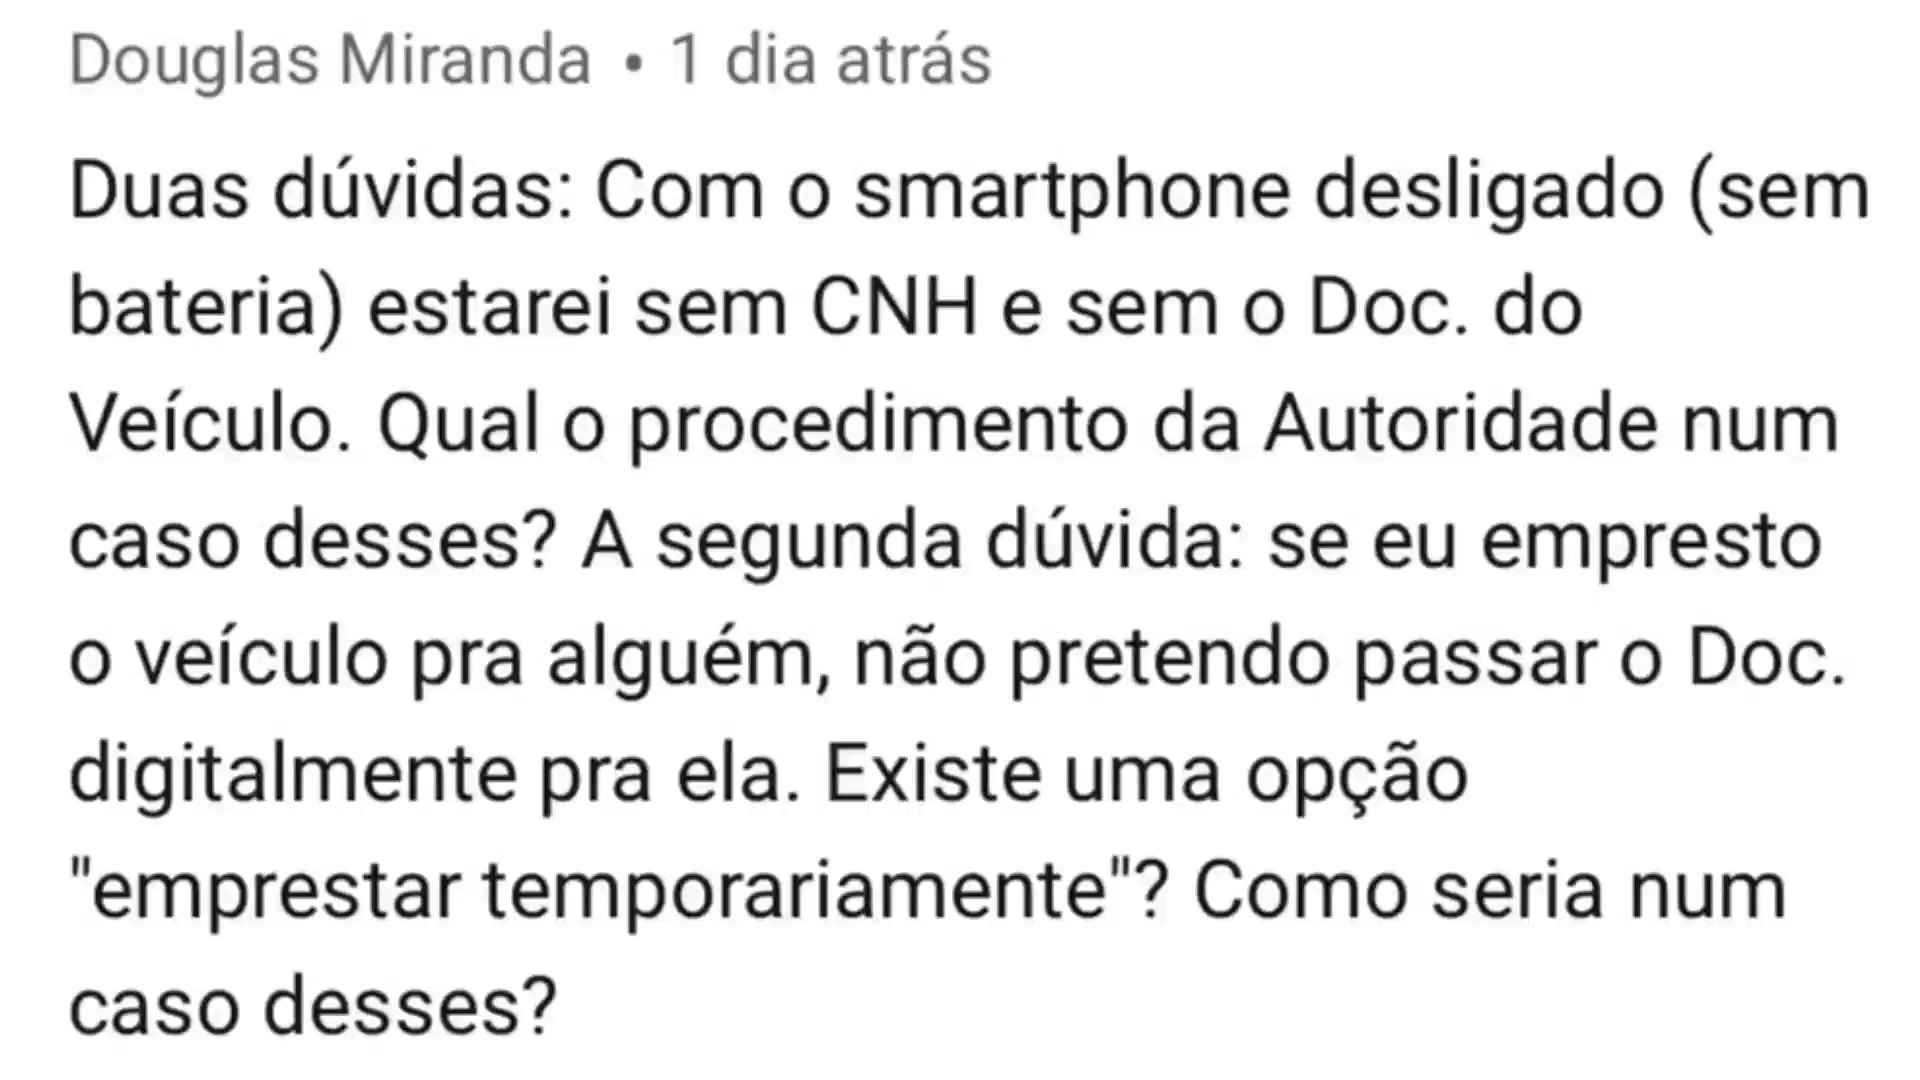 Douglas Miranda • 1 dia atrás
Duas dúvidas: Com o smartphone desligado (sem
bateria) estarei sem CNH e sem o Doc. do
Veículo. Qual o procedimento da Autoridade num
caso desses? A segunda dúvida: se eu empresto
o veículo pra alguém, não pretendo passar o Doc.
digitalmente pra ela. Existe uma opção
"emprestar temporariamente"? Como seria num
caso desses?